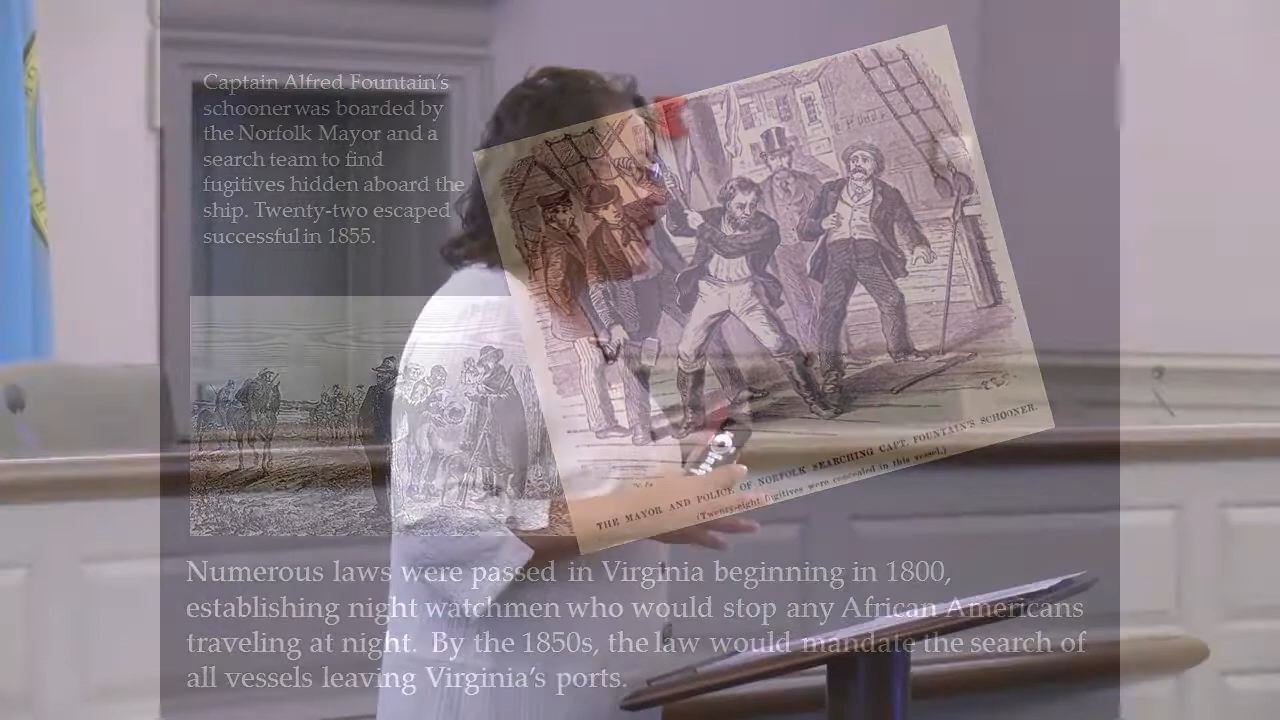 Captain Alfred Fountain's
schooner was boarded by
the Norfolk Mayor and a
search team to find
fugitives hidden aboard the
ship. Twenty-two escaped
successful in 1855.
THE MAYOR AND POLICE OF NORFOLK SEARCHING CAPT. FOUNTAIN'S SCHOONER.
(Twenty-eight fugitives were concealed in this vessel.)
Numerous laws were passed in Virginia beginning in 1800,
establishing night watchmen who would stop any African Americans
traveling at night. By the 1850s, the law would mandate the search of
all vessels leaving Virginia's ports.